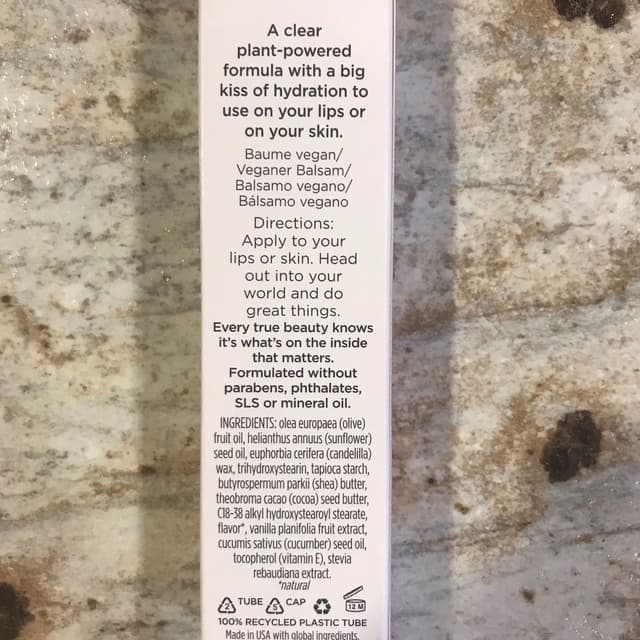 A clear
plant-powered
formula with a big
kiss of hydration to
use on your lips or
on your skin.
Baume vegan/
Veganer Balsam/
Balsamo vegano/
Bálsamo vegano
Directions:
Apply to your
lips or skin. Head
out into your
world and do
great things.
Every true beauty knows
it's what's on the inside
that matters.
Formulated without
parabens, phthalates,
SLS or mineral oil.
INGREDIENTS: olea europaea (olive)
fruit oil, helianthus annuus (sunflower)
seed oil, euphorbia cerifera (candelilla)
wax, trihydroxystearin, tapioca starch,
butyrospermum parkii (shea) butter,
theobroma cacao (cocoa) seed butter,
C18-38 alkyl hydroxystearoyl stearate,
flavor*, vanilla planifolia fruit extract,
cucumis sativus (cucumber) seed oil,
tocopherol (vitamin E), stevia
rebaudiana extract.
*natural
2 TUBE 5 CAP 12 M
100% RECYCLED PLASTIC TUBE
Made in USA with global ingredients.